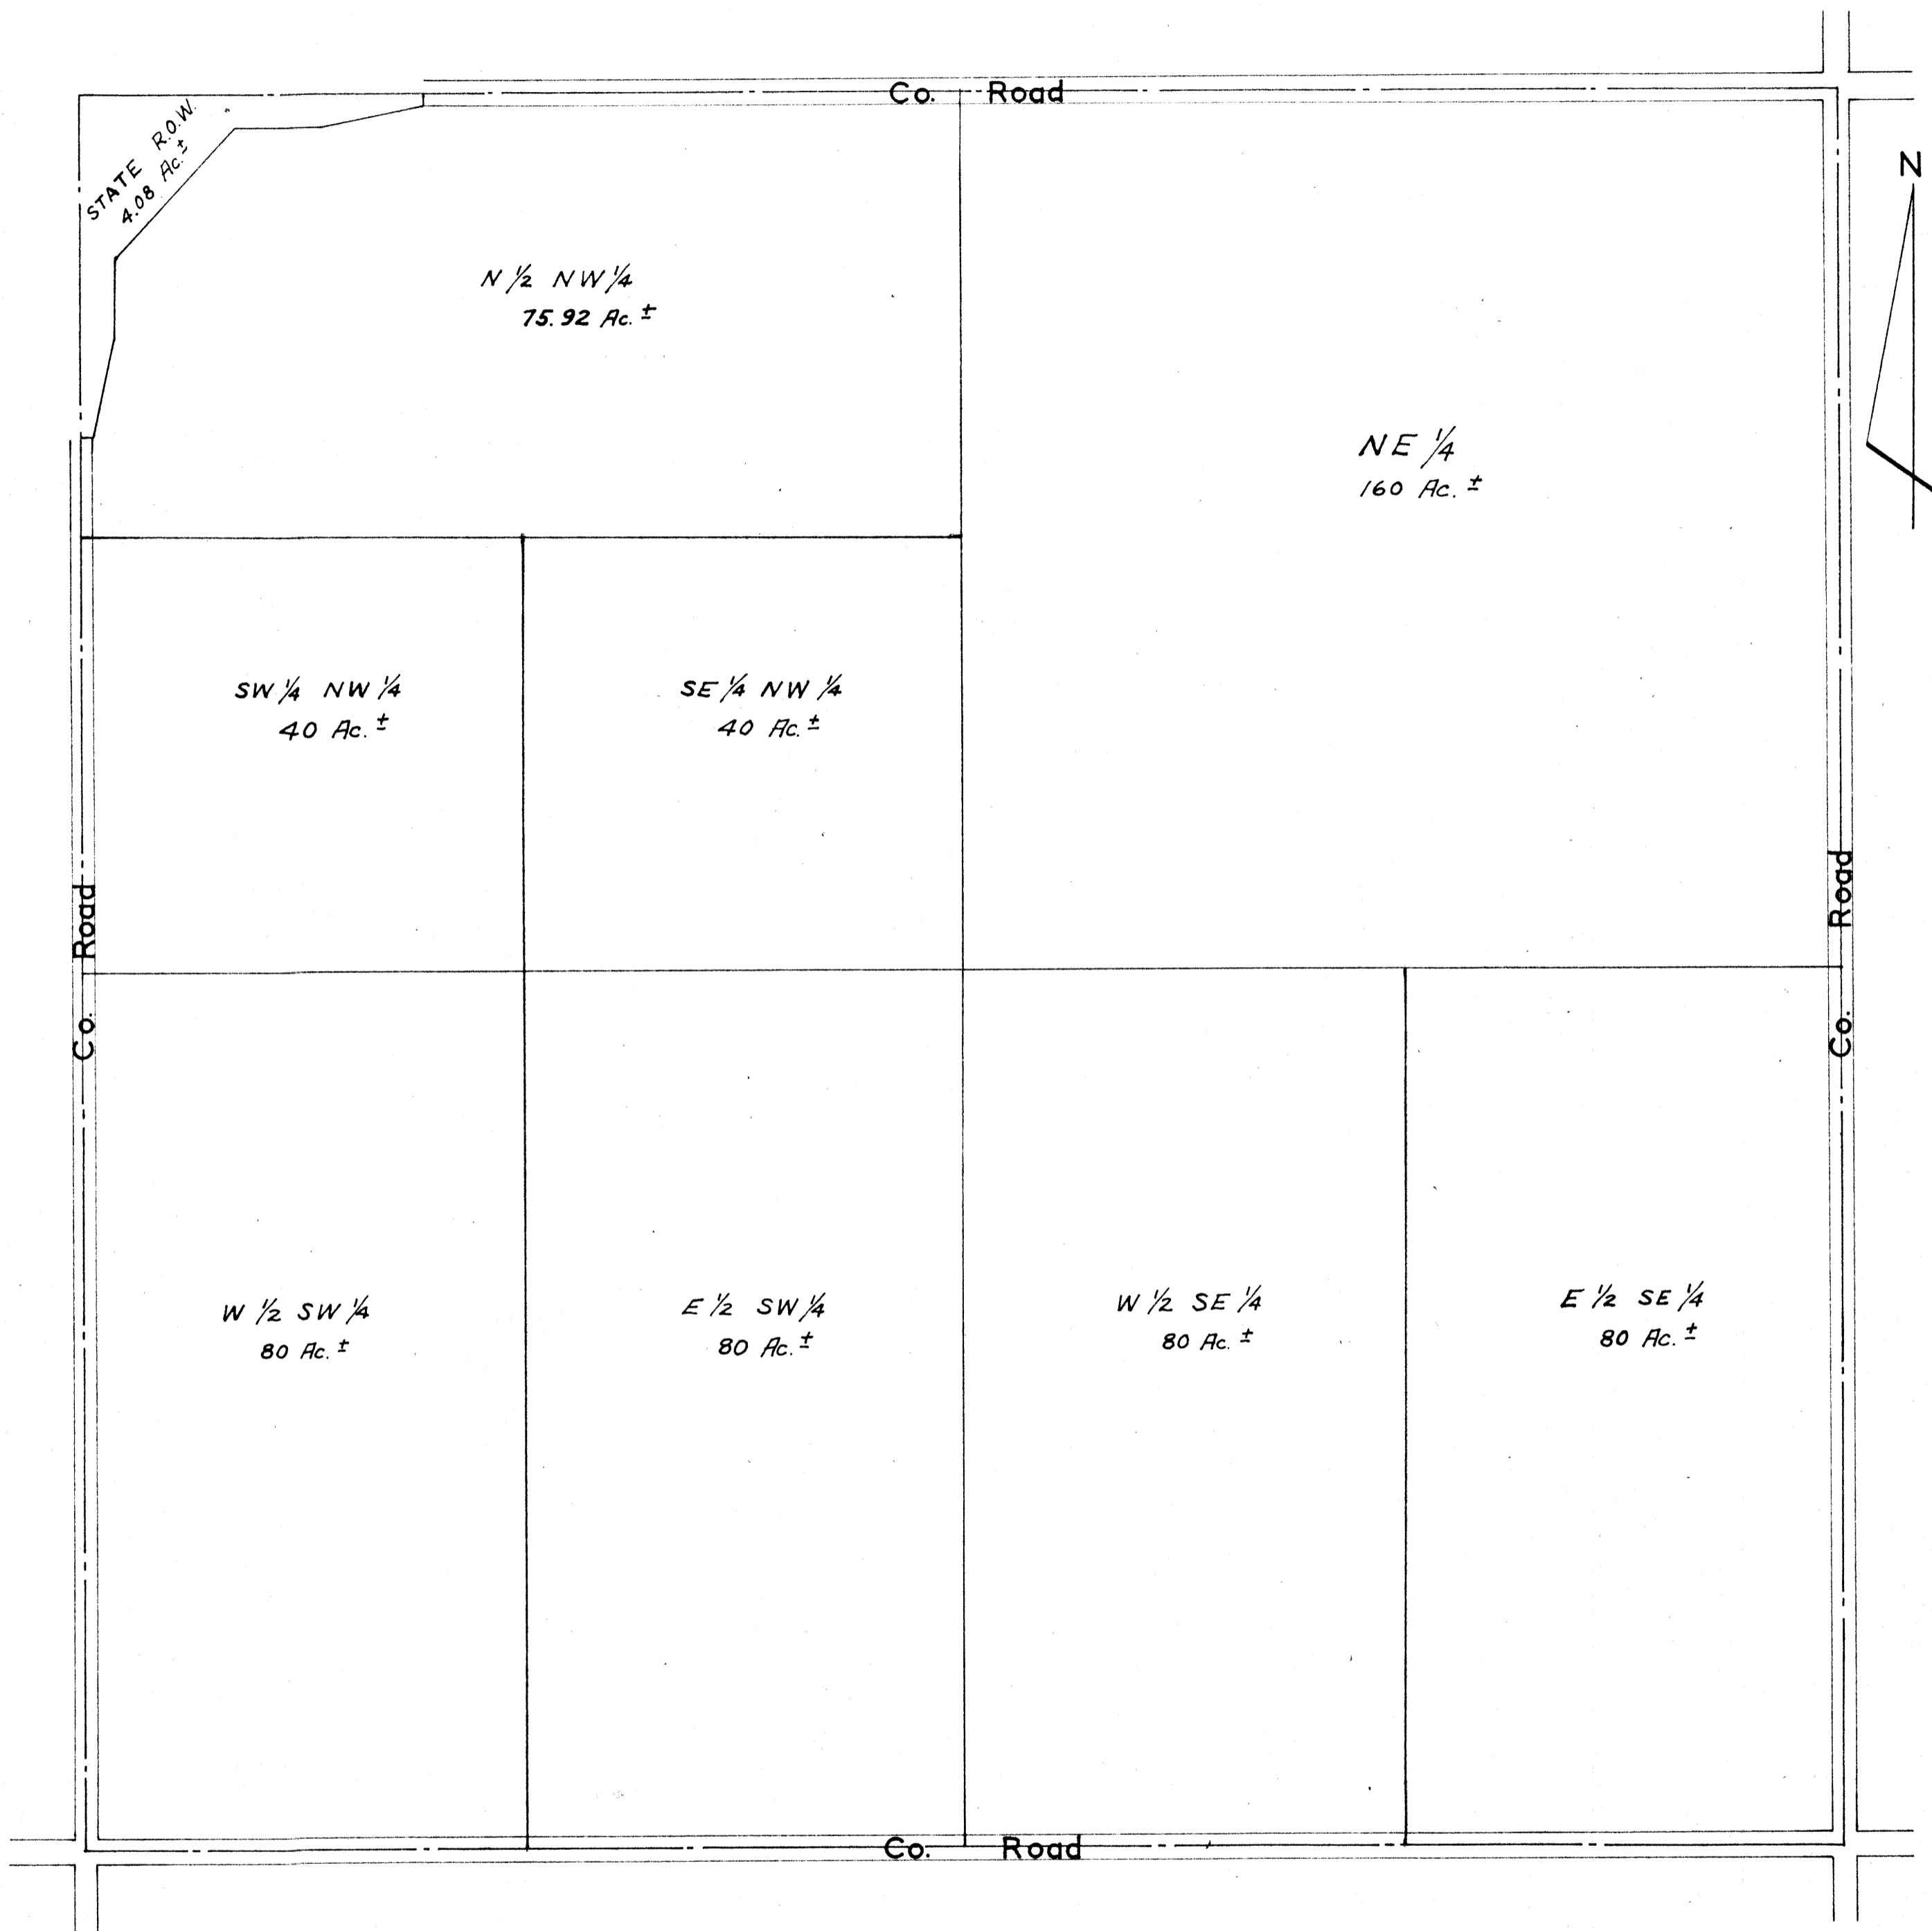 Co. Road
N
STATE R.O.W.
4.08 Ac.±
N 1/2 NW 1/4
75.92 Ac.±
NE 1/4
160 Ac.±
SW 1/4 NW 1/4
40 Ac.±
SE 1/4 NW 1/4
40 Ac.±
Co. Road
Co. Road
W 1/2 SW 1/4
80 Ac.±
E 1/2 SW 1/4
80 Ac.±
W 1/2 SE 1/4
80 Ac.±
E 1/2 SE 1/4
80 Ac.±
Co. Road